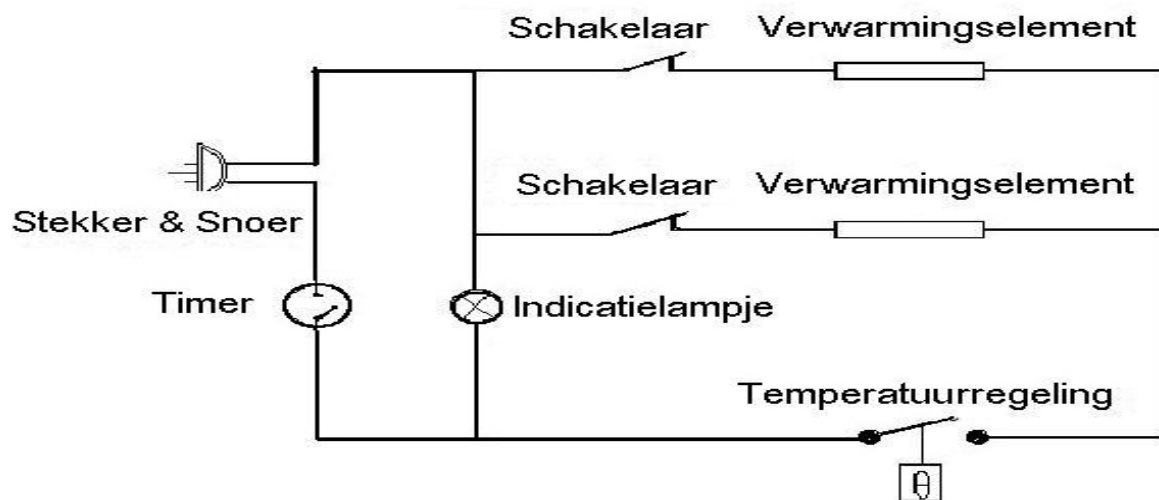 Schakelaar Verwarmingselement
Schakelaar Verwarmingselement
Stekker & Snoer
Timer
Indicatielampje
Temperatuurregeling